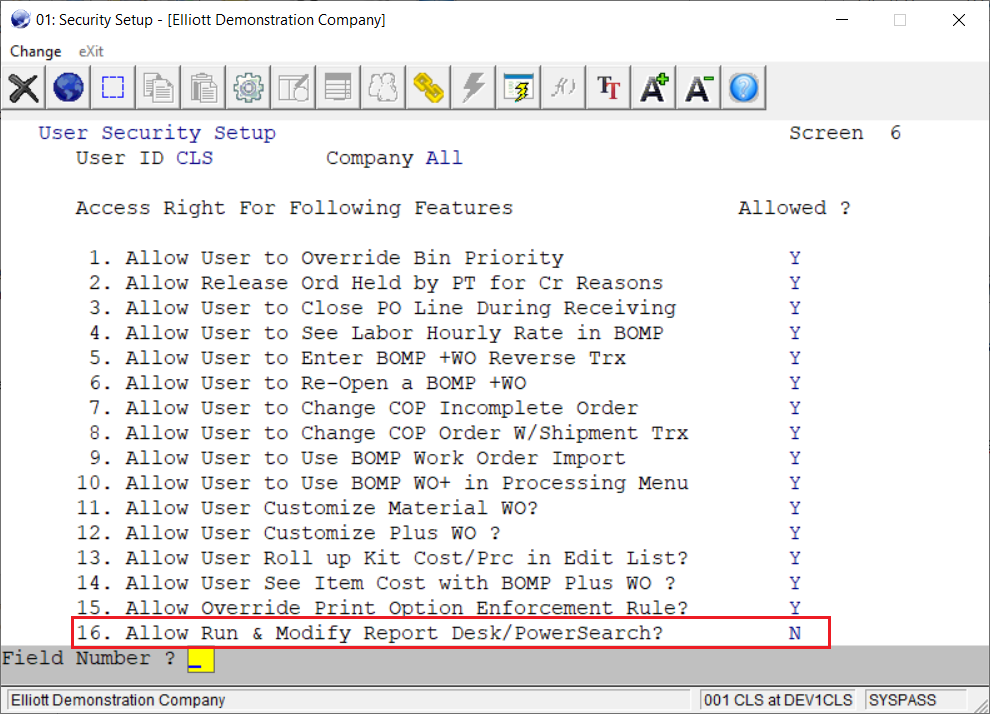 01: Security Setup - [Elliott Demonstration Company]
Change eXit
User Security Setup Screen 6
User ID CLS Company All
Access Right For Following Features Allowed ?
1. Allow User to Override Bin Priority Y
2. Allow Release Ord Held by PT for Cr Reasons Y
3. Allow User to Close PO Line During Receiving Y
4. Allow User to See Labor Hourly Rate in BOMP Y
5. Allow User to Enter BOMP +WO Reverse Trx Y
6. Allow User to Re-Open a BOMP +WO Y
7. Allow User to Change COP Incomplete Order Y
8. Allow User to Change COP Order W/Shipment Trx Y
9. Allow User to Use BOMP Work Order Import Y
10. Allow User to Use BOMP WO+ in Processing Menu Y
11. Allow User Customize Material WO? Y
12. Allow User Customize Plus WO ? Y
13. Allow User Roll up Kit Cost/Prc in Edit List? Y
14. Allow User See Item Cost with BOMP Plus WO ? Y
15. Allow Override Print Option Enforcement Rule? Y
16. Allow Run & Modify Report Desk/PowerSearch? N
Field Number ? _
Elliott Demonstration Company 001 CLS at DEV1CLS SYSPASS